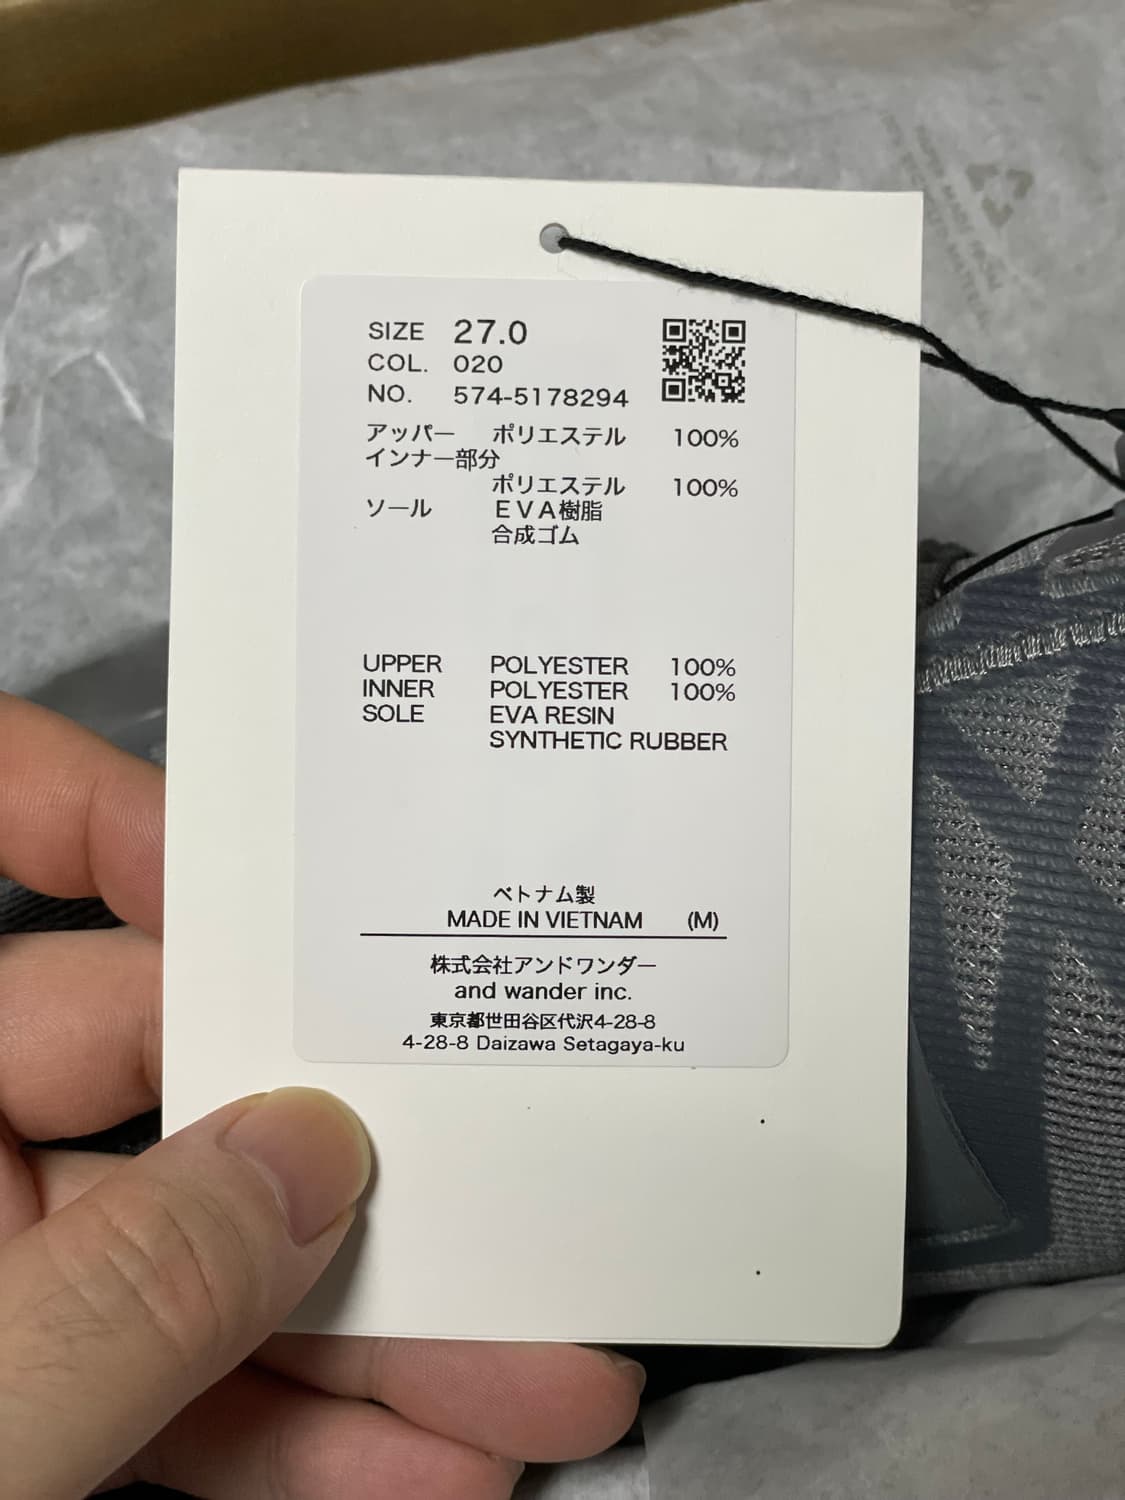 SIZE 27.0
COL. 020
NO. 574-5178294
アッパー ポリエステル 100%
インナー部分
ポリエステル 100%
ソール ＥＶＡ樹脂
合成ゴム
UPPER POLYESTER 100%
INNER POLYESTER 100%
SOLE EVA RESIN
SYNTHETIC RUBBER
ベトナム製
MADE IN VIETNAM (M)
株式会社アンドワンダー
and wander inc.
東京都世田谷区代沢4-28-8
4-28-8 Daizawa Setagaya-ku